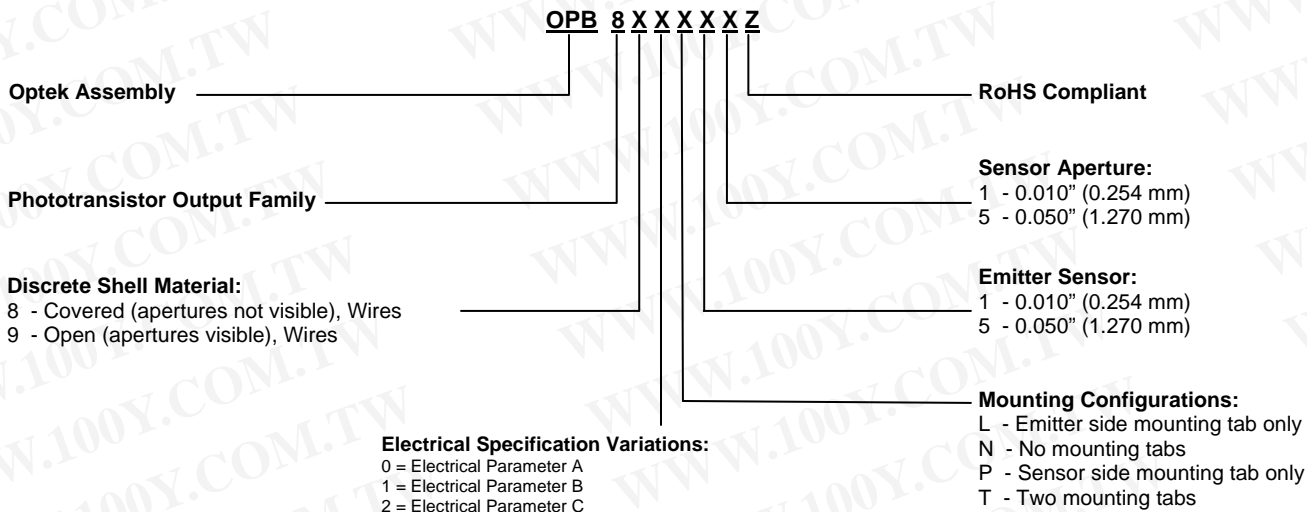 OPB 8 X X X X X Z
Optek Assembly
RoHS Compliant
Sensor Aperture:
1 - 0.010” (0.254 mm)
5 - 0.050” (1.270 mm)
Phototransistor Output Family
Discrete Shell Material:
8 - Covered (apertures not visible), Wires
9 - Open (apertures visible), Wires
Emitter Sensor:
1 - 0.010” (0.254 mm)
5 - 0.050” (1.270 mm)
Mounting Configurations:
L - Emitter side mounting tab only
N - No mounting tabs
P - Sensor side mounting tab only
T - Two mounting tabs
Electrical Specification Variations:
0 = Electrical Parameter A
1 = Electrical Parameter B
2 = Electrical Parameter C
WWW.100Y.COM.TW